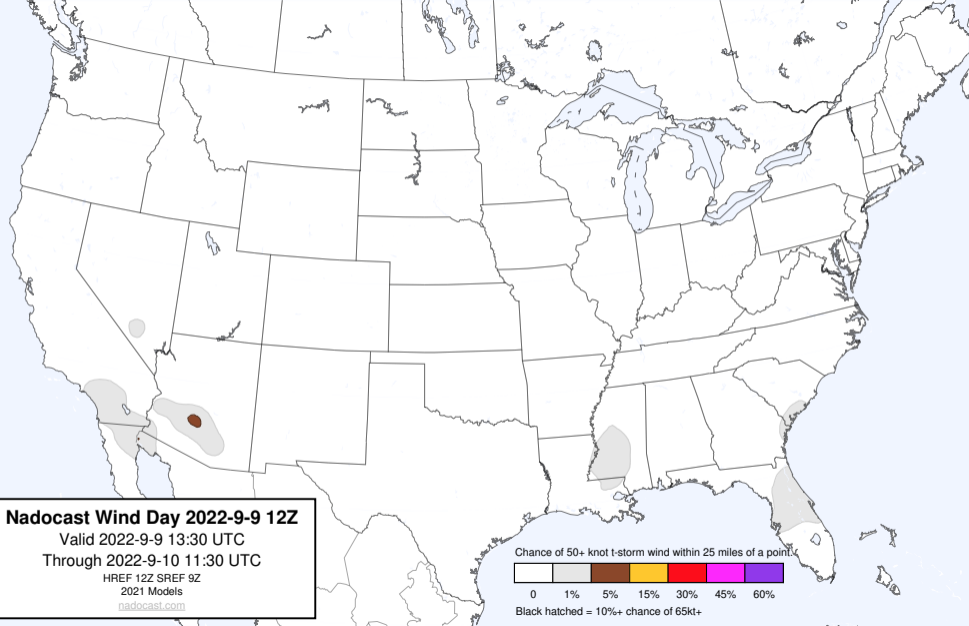 Nadocast Wind Day 2022-9-9 12Z
Valid 2022-9-9 13:30 UTC
Through 2022-9-10 11:30 UTC
HREF 12Z SREF 9Z
2021 Models
nadocast.com
Chance of 50+ knot t-storm wind within 25 miles of a point.
0 1% 5% 15% 30% 45% 60%
Black hatched = 10%+ chance of 65kt+